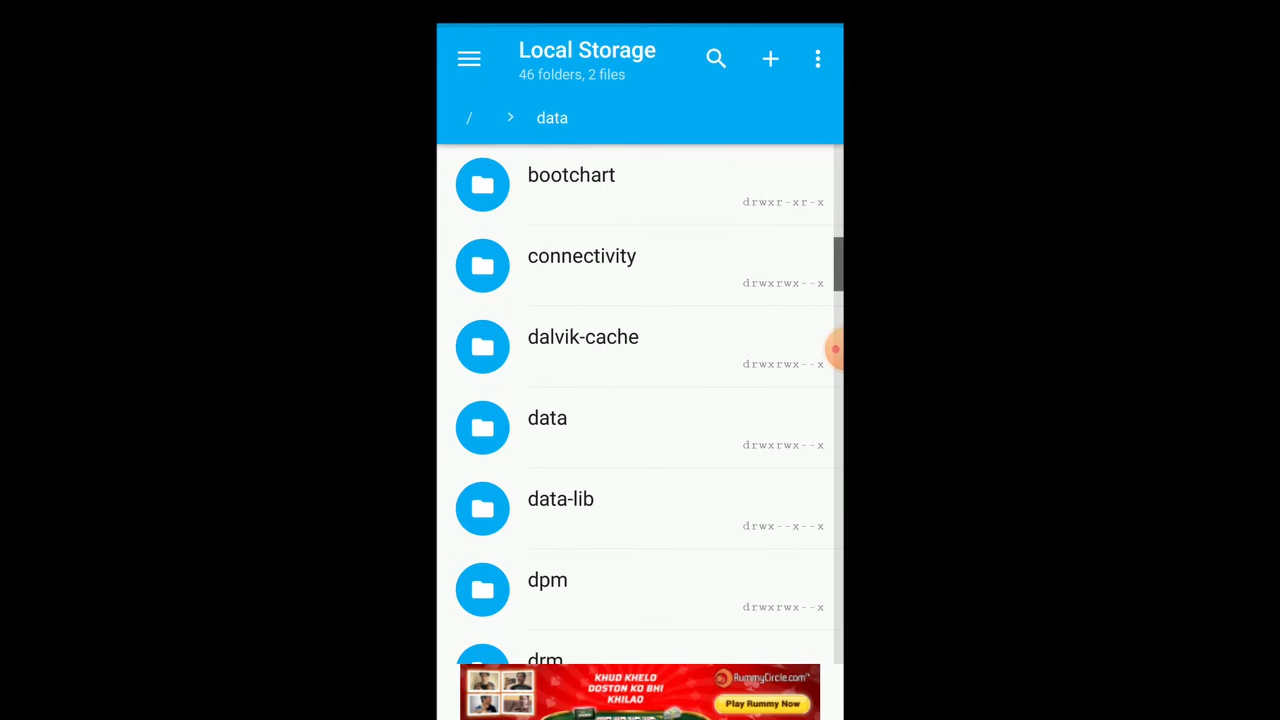 Local Storage
46 folders, 2 files
/ > data
bootchart
drwxr-xr-x
connectivity
drwxrwx--x
dalvik-cache
drwxrwx--x
data
drwxrwx--x
data-lib
drwx--x--x
dpm
drwxrwx--x
drm
KHUD KHELO
DOSTON KO BHI
KHILAO
RummyCircle.com
Play Rummy Now